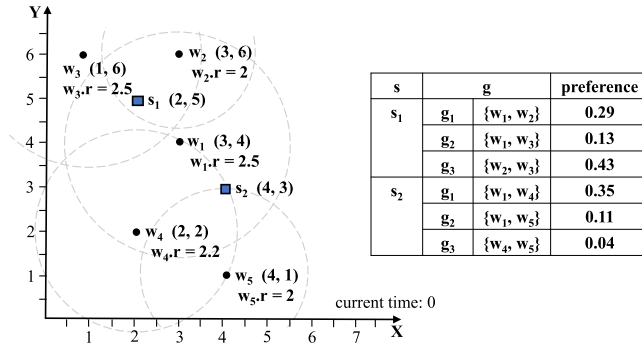 Y
6
5
4
3
2
1
w₃ (1, 6)
w₃.r = 2.5
w₂ (3, 6)
w₂.r = 2
s₁ (2, 5)
w₁ (3, 4)
w₁.r = 2.5
s₂ (4, 3)
w₄ (2, 2)
w₄.r = 2.2
w₅ (4, 1)
w₅.r = 2
current time: 0
1 2 3 4 5 6 7
X
s g preference
s₁ g₁ {w₁, w₂} 0.29
g₂ {w₁, w₃} 0.13
g₃ {w₂, w₃} 0.43
s₂ g₁ {w₁, w₄} 0.35
g₂ {w₁, w₅} 0.11
g₃ {w₄, w₅} 0.04